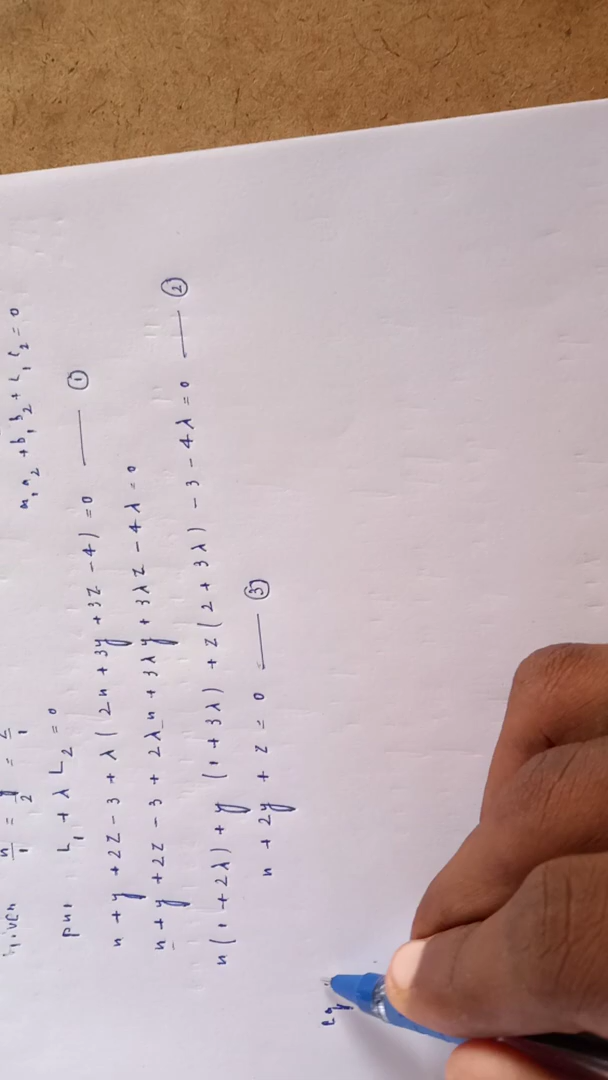 given x/1 = y/2 = z/1
a₁a₂ + b₁b₂ + c₁c₂ = 0
put L₁ + λ L₂ = 0
x + y + 2z - 3 + λ ( 2x + 3y + 3z - 4) = 0 —— ①
x + y + 2z - 3 + 2λx + 3λy + 3λz - 4λ = 0
x(1 + 2λ) + y (1 + 3λ) + z(2 + 3λ) - 3 - 4λ = 0 —— ②
x + 2y + z = 0 —— ③
eq